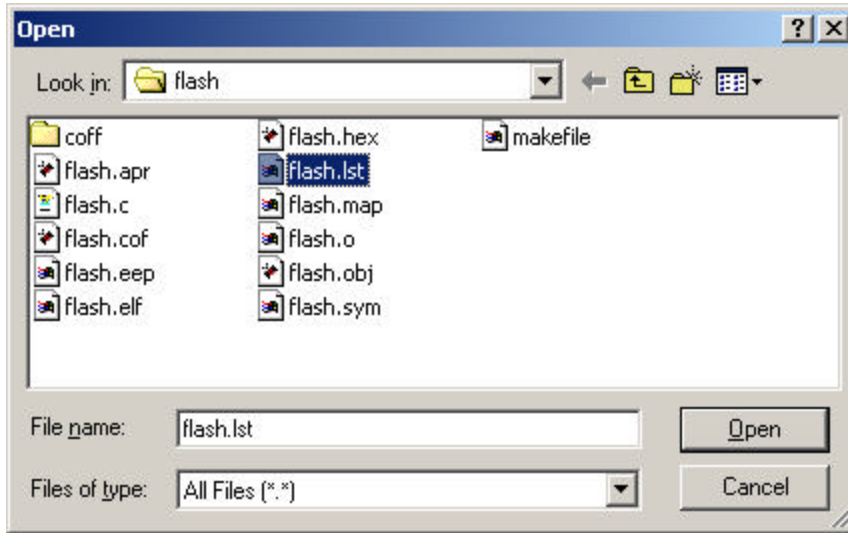 Open
Look in: flash
coff
flash.apr
flash.c
flash.cof
flash.eep
flash.elf
flash.hex
flash.lst
flash.map
flash.o
flash.obj
flash.sym
makefile
File name: flash.lst Open
Files of type: All Files (*.*) Cancel